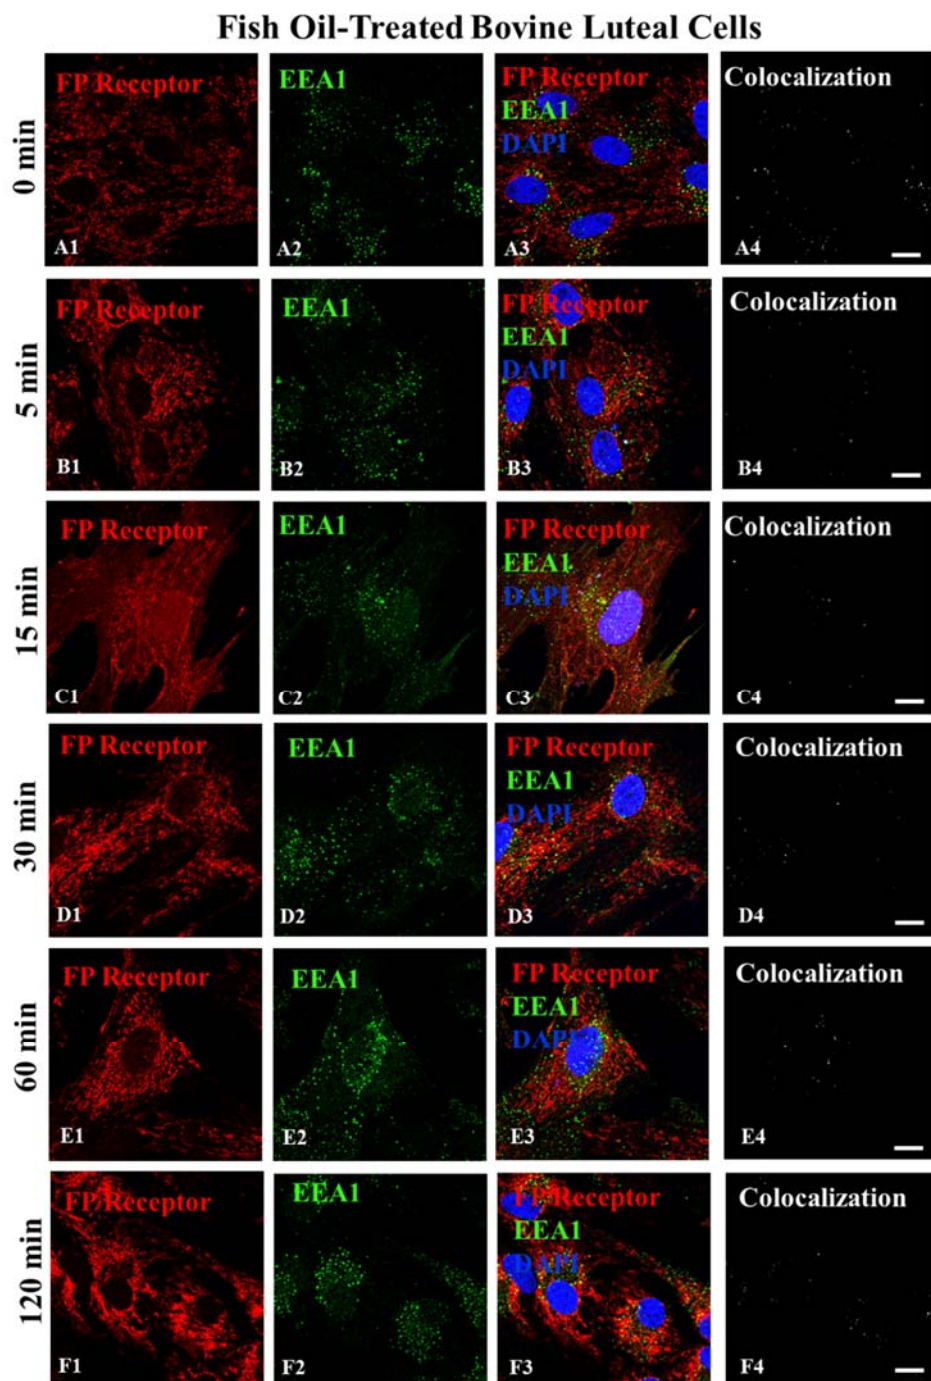 Fish Oil-Treated Bovine Luteal Cells
0 min
FP Receptor
A1
EEA1
A2
FP Receptor
EEA1
DAPI
A3
Colocalization
A4
5 min
FP Receptor
B1
EEA1
B2
FP Receptor
EEA1
DAPI
B3
Colocalization
B4
15 min
FP Receptor
C1
EEA1
C2
FP Receptor
EEA1
DAPI
C3
Colocalization
C4
30 min
FP Receptor
D1
EEA1
D2
FP Receptor
EEA1
DAPI
D3
Colocalization
D4
60 min
FP Receptor
E1
EEA1
E2
FP Receptor
EEA1
DAPI
E3
Colocalization
E4
120 min
FP Receptor
F1
EEA1
F2
FP Receptor
EEA1
DAPI
F3
Colocalization
F4